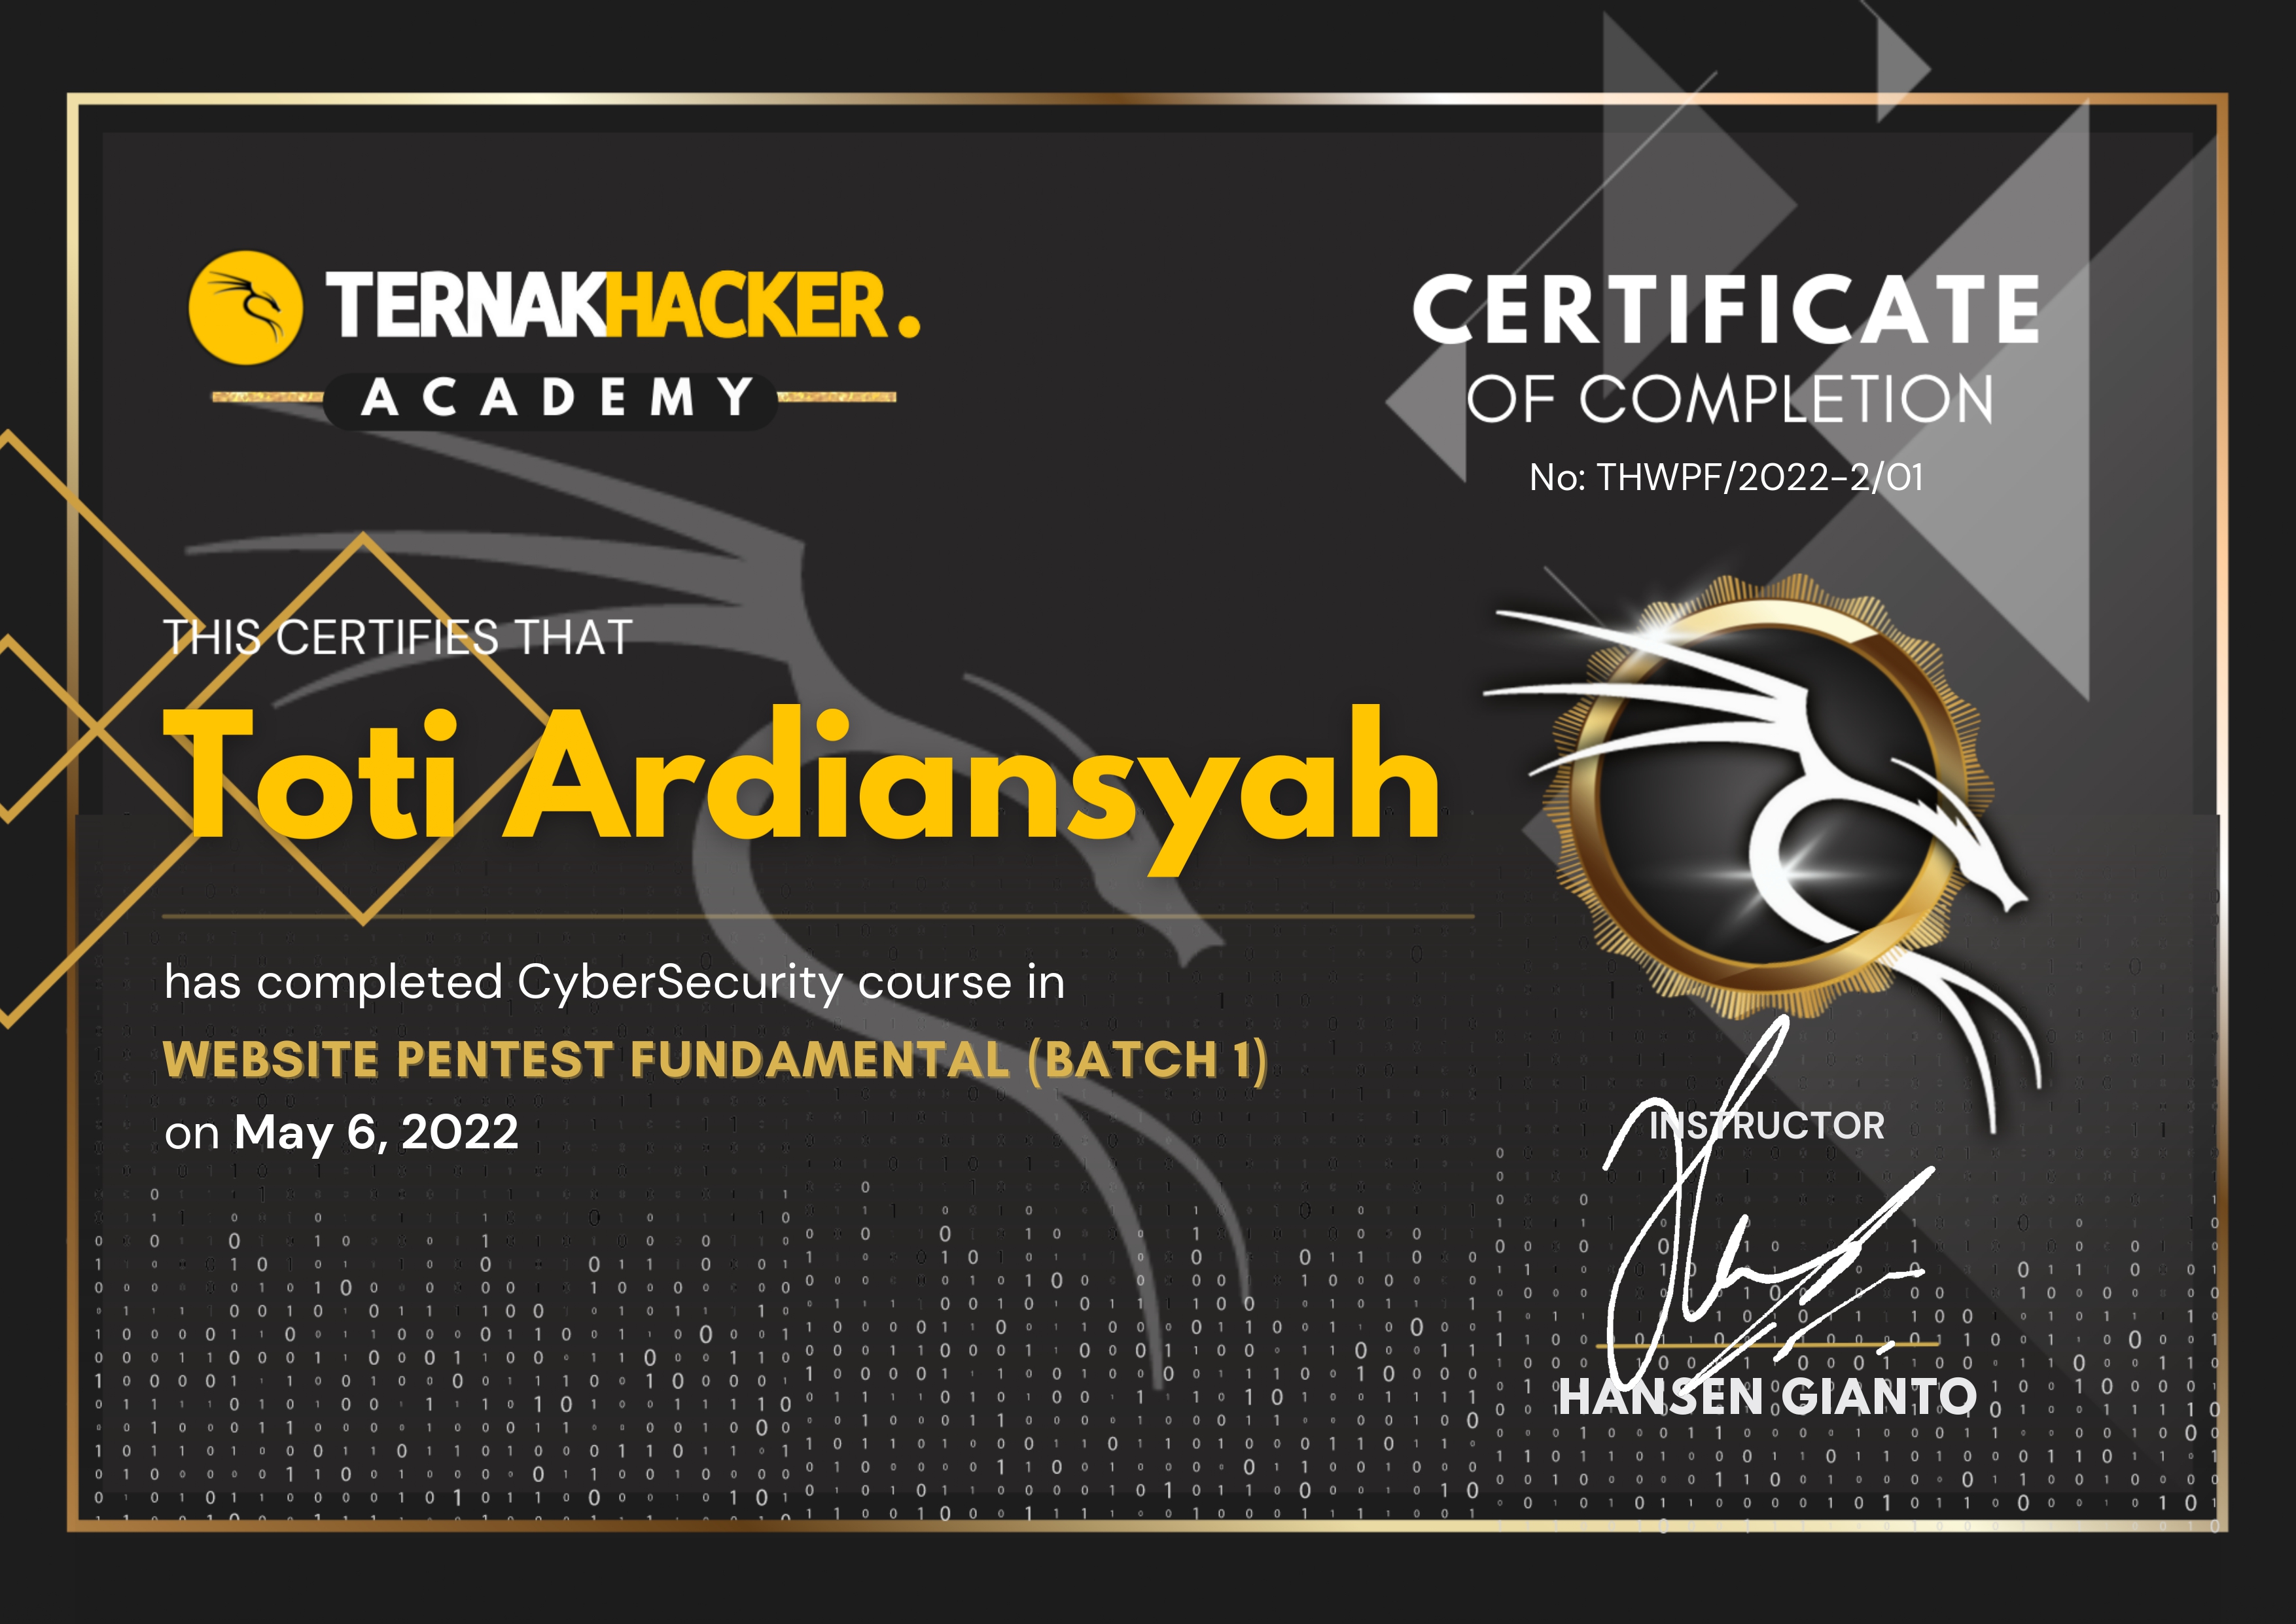 TERNAKHACKER.
ACADEMY
CERTIFICATE
OF COMPLETION
No: THWPF/2022-2/01
THIS CERTIFIES THAT
Toti Ardiansyah
has completed CyberSecurity course in
WEBSITE PENTEST FUNDAMENTAL (BATCH 1)
on May 6, 2022
INSTRUCTOR
HANSEN GIANTO